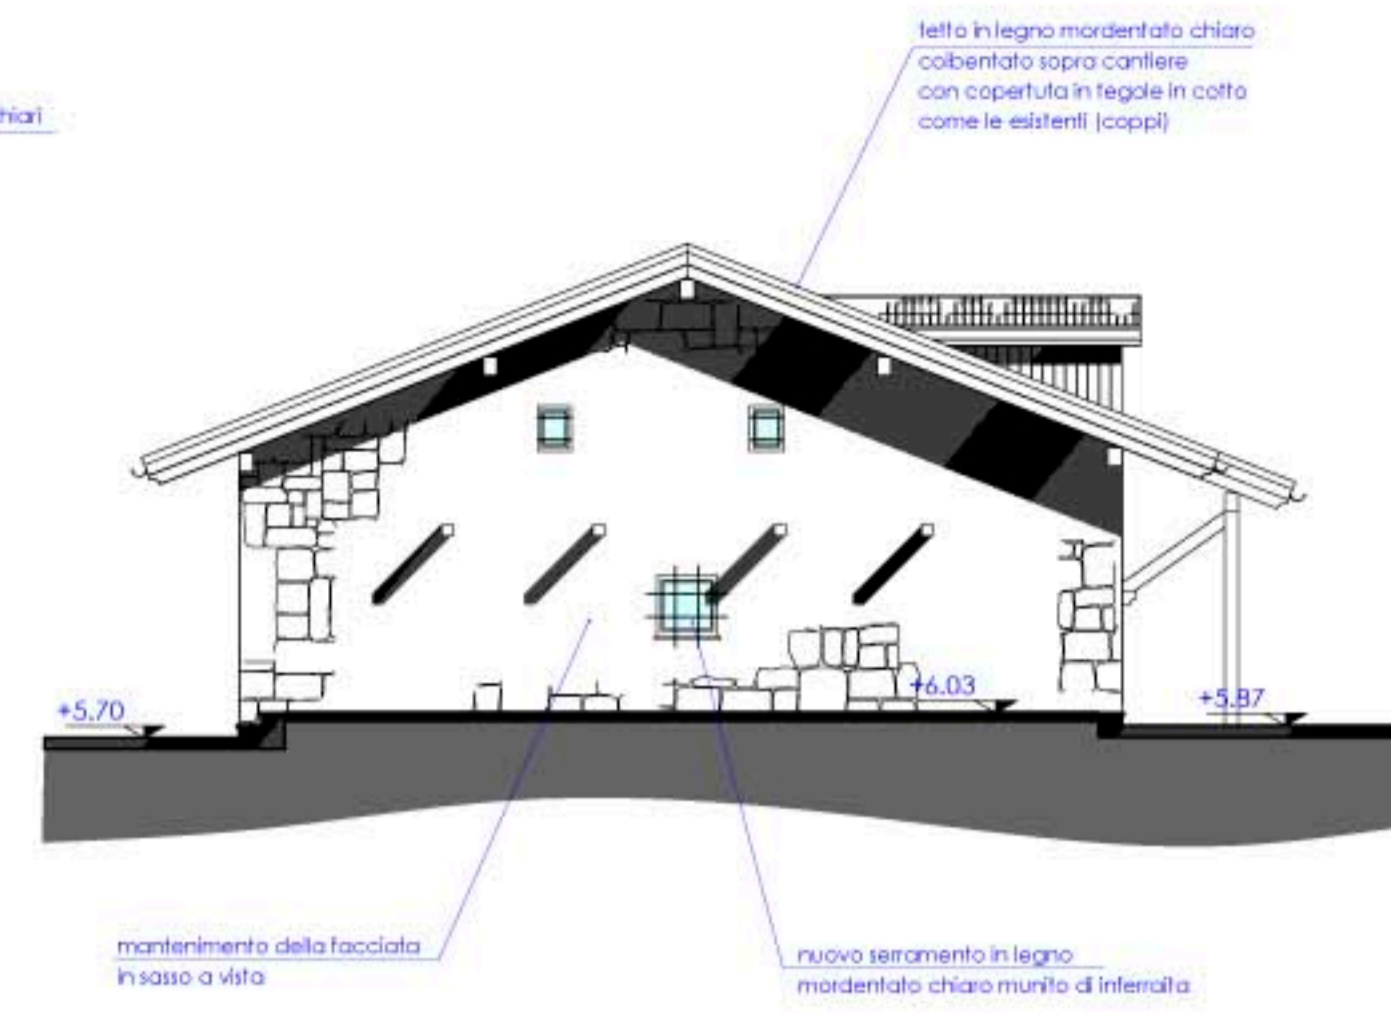 tetto in legno mordentato chiaro
hiari
coibentato sopra cantiere
con copertuta in tegole in cotto
come le esistenti (coppi)
+6.03
+5.87
+5.70
mantenimento della facciata
in sasso a vista
nuovo serramento in legno
mordentato chiaro munito di inferraita